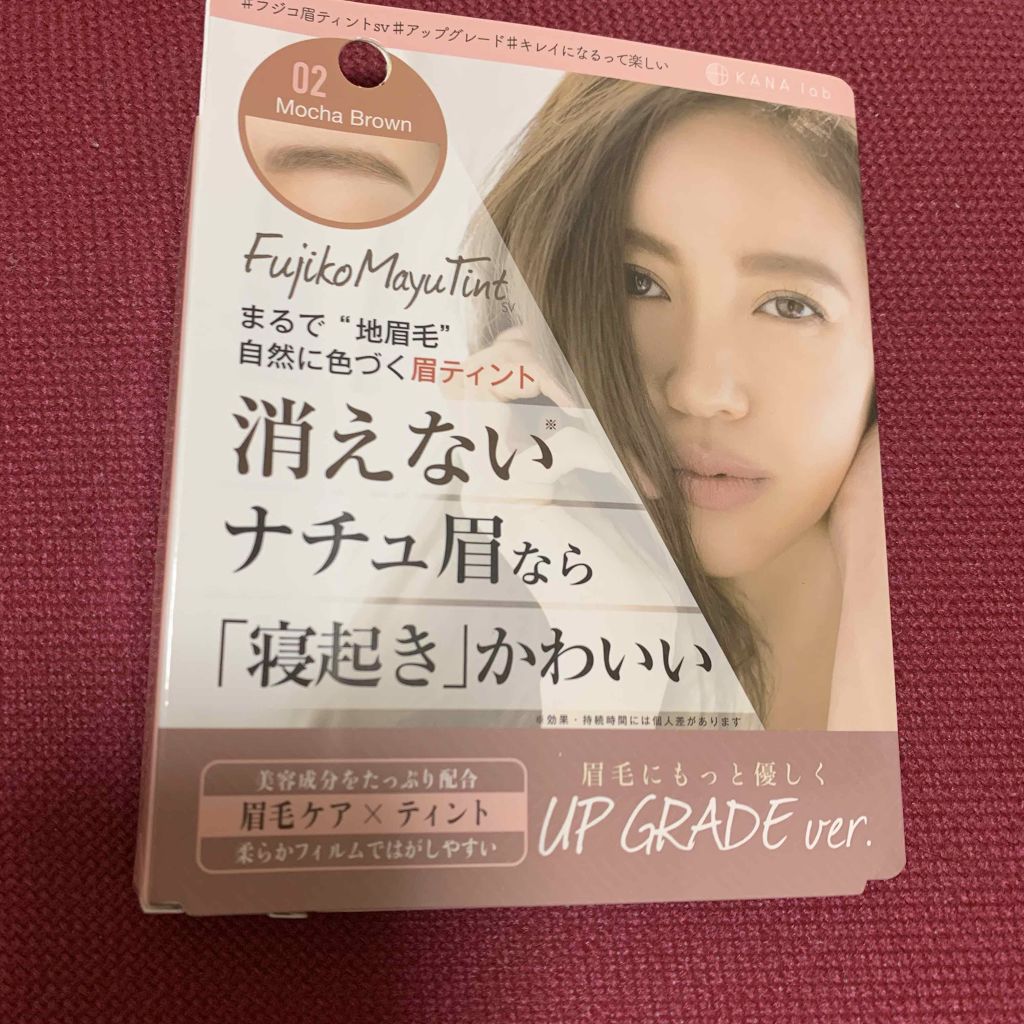 #フジコ眉ティントsv#アップグレード#キレイになるって楽しい
KANA lab
02
Mocha Brown
Fujiko Mayu Tint
SV
まるで“地眉毛”
自然に色づく眉ティント
消えない※
ナチュ眉なら
「寝起き」かわいい
※効果・持続時間には個人差があります
美容成分をたっぷり配合
眉毛ケア×ティント
柔らかフィルムではがしやすい
眉毛にもっと優しく
UP GRADE ver.